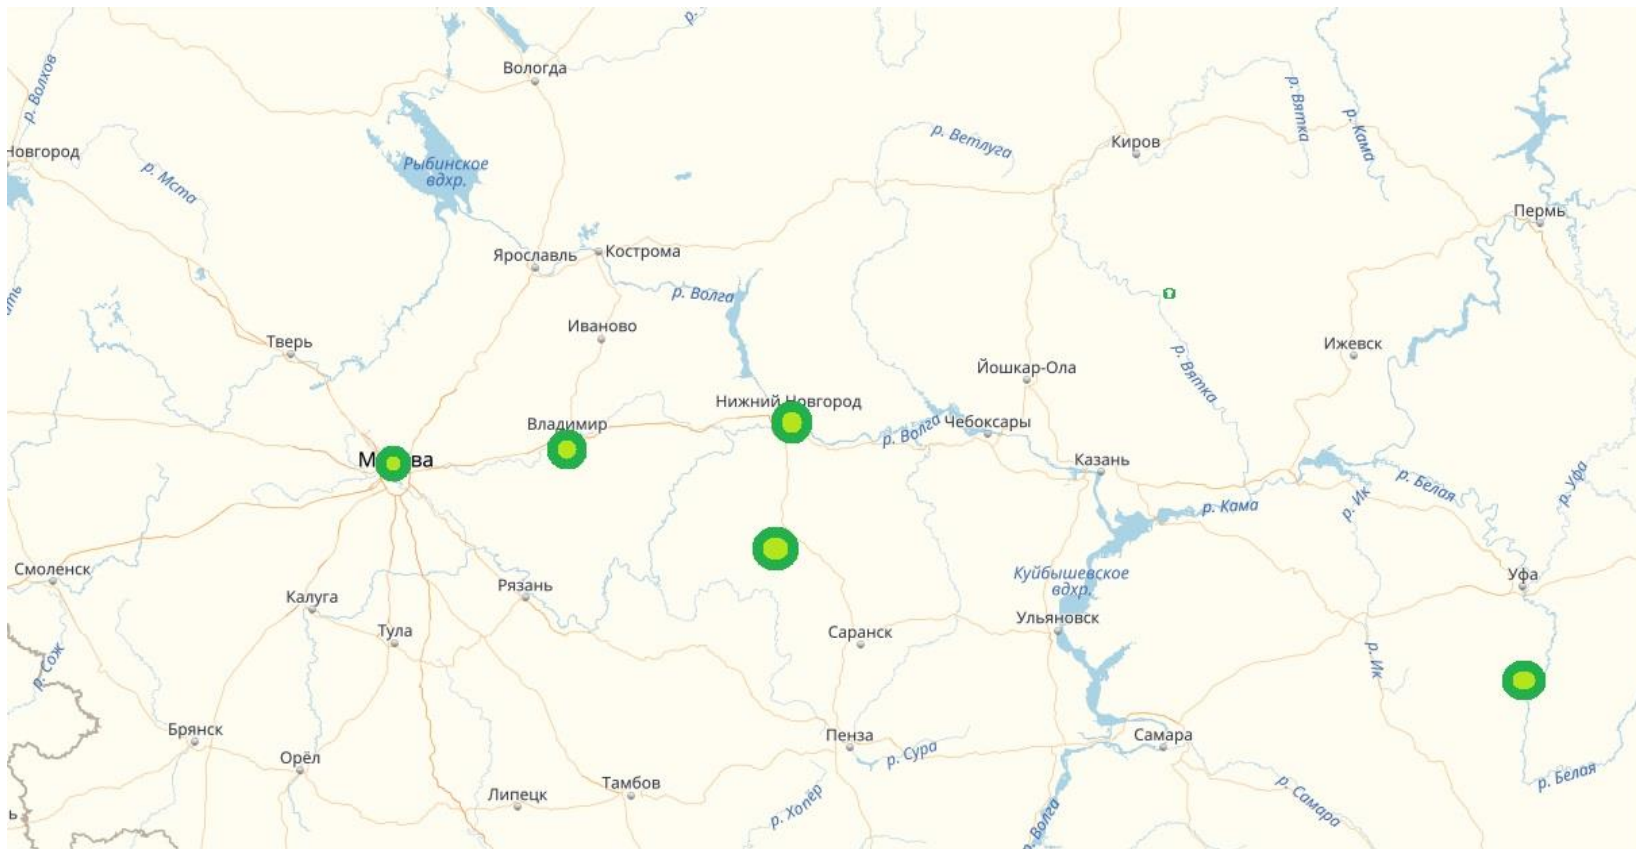 р.
Вологда
р. Волхов
р. Вятка
р. Кама
р. Ветлуга
Киров
Новгород
Рыбинское
вдхр.
р. Мста
Пермь
Ярославль
Кострома
р. Волга
Иваново
Тверь
Ижевск
Йошкар-Ола
р. Вятка
Нижний Новгород
Владимир
р. Волга
Чебоксары
Казань
р. Кама
р. Ик
р. Белая
р. Уфа
Смоленск
Калуга
Рязань
Куйбышевское
вдхр.
Уфа
Тула
Саранск
Ульяновск
р. Сож
р. Ик
Брянск
Пенза
р. Сура
Самара
Орёл
Тамбов
Липецк
р. Хопёр
р. Волга
р. Самара
р. Белая
ь